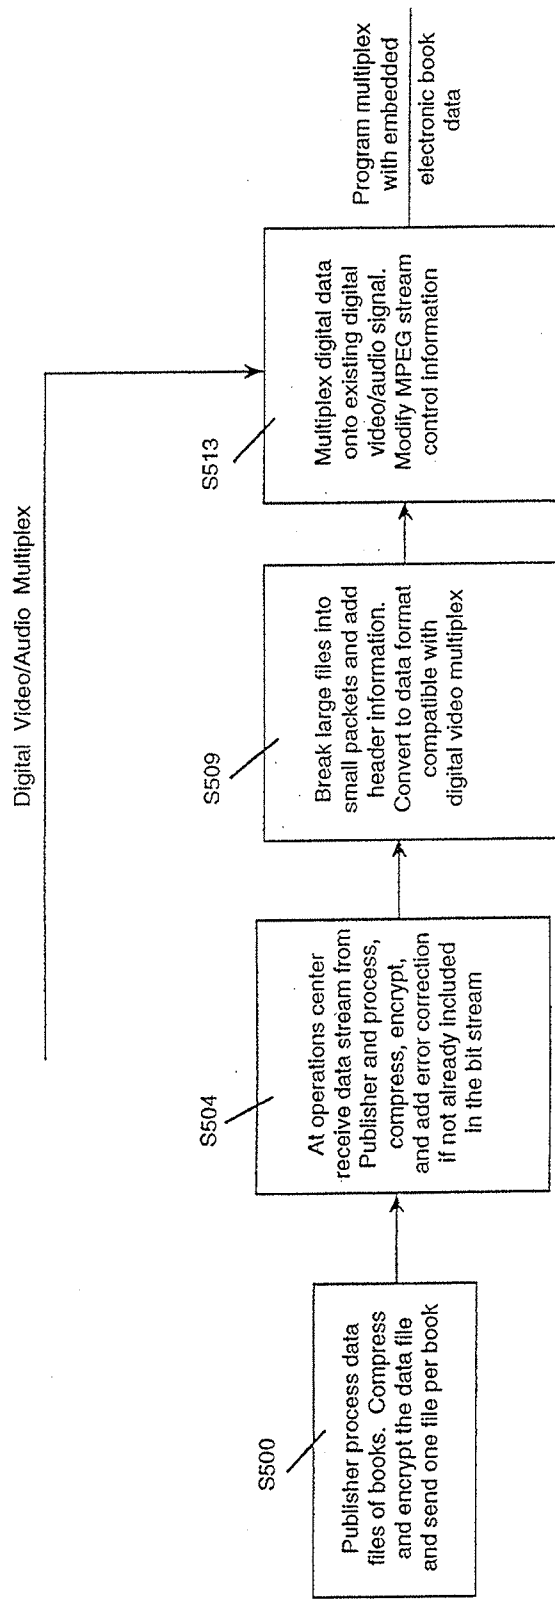 Digital Video/Audio Multiplex
S500
Publisher process data
files of books. Compress
and encrypt the data file
and send one file per book
S504
At operations center
receive data stream from
Publisher and process,
compress, encrypt,
and add error correction
if not already included
In the bit stream
S509
Break large files into
small packets and add
header information.
Convert to data format
compatible with
digital video multiplex
S513
Multiplex digital data
onto existing digital
video/audio signal.
Modify MPEG stream
control information
Program multiplex
with embedded
electronic book
data